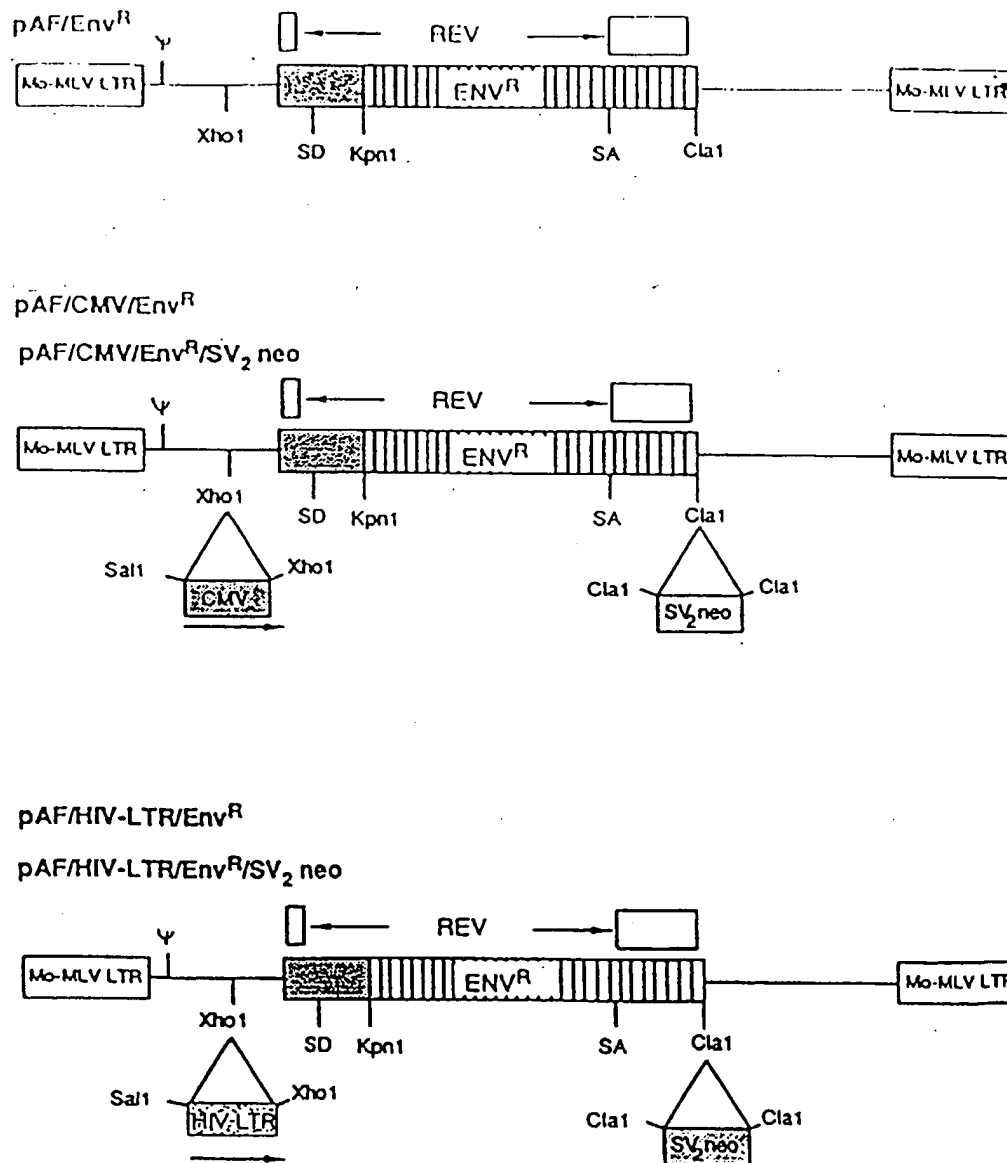 pAF/Env^R
Ψ REV
Mo-MLV LTR ENV^R Mo-MLV LTR
Xho1 SD Kpn1 SA Cla1
pAF/CMV/Env^R
pAF/CMV/Env^R/SV₂ neo
Ψ REV
Mo-MLV LTR ENV^R Mo-MLV LTR
Xho1 SD Kpn1 SA Cla1
Sal1 Xho1 Cla1 Cla1
CMV SV₂neo
pAF/HIV-LTR/Env^R
pAF/HIV-LTR/Env^R/SV₂ neo
Ψ REV
Mo-MLV LTR ENV^R Mo-MLV LTR
Xho1 SD Kpn1 SA Cla1
Sal1 Xho1 Cla1 Cla1
HIV-LTR SV₂neo